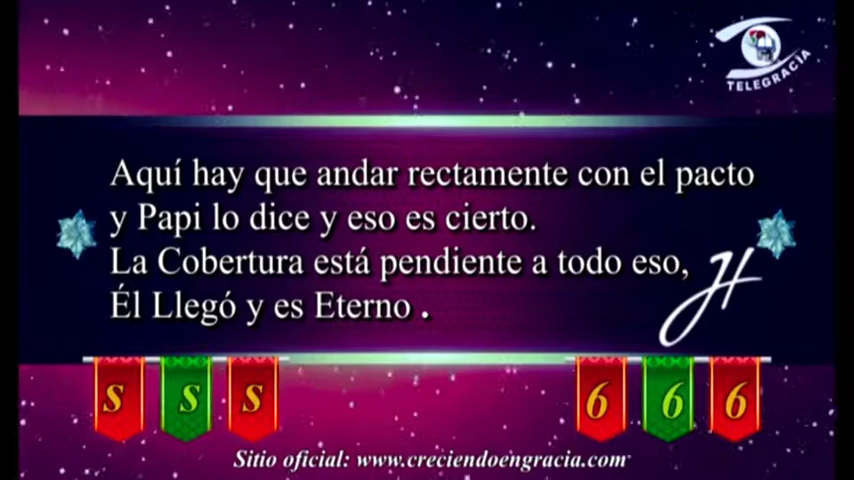 TELEGRACÍA
Aquí hay que andar rectamente con el pacto
y Papi lo dice y eso es cierto.
La Cobertura está pendiente a todo eso,
Él Llegó y es Eterno .
JH
S S S 6 6 6
Sitio oficial: www.creciendoengracia.com